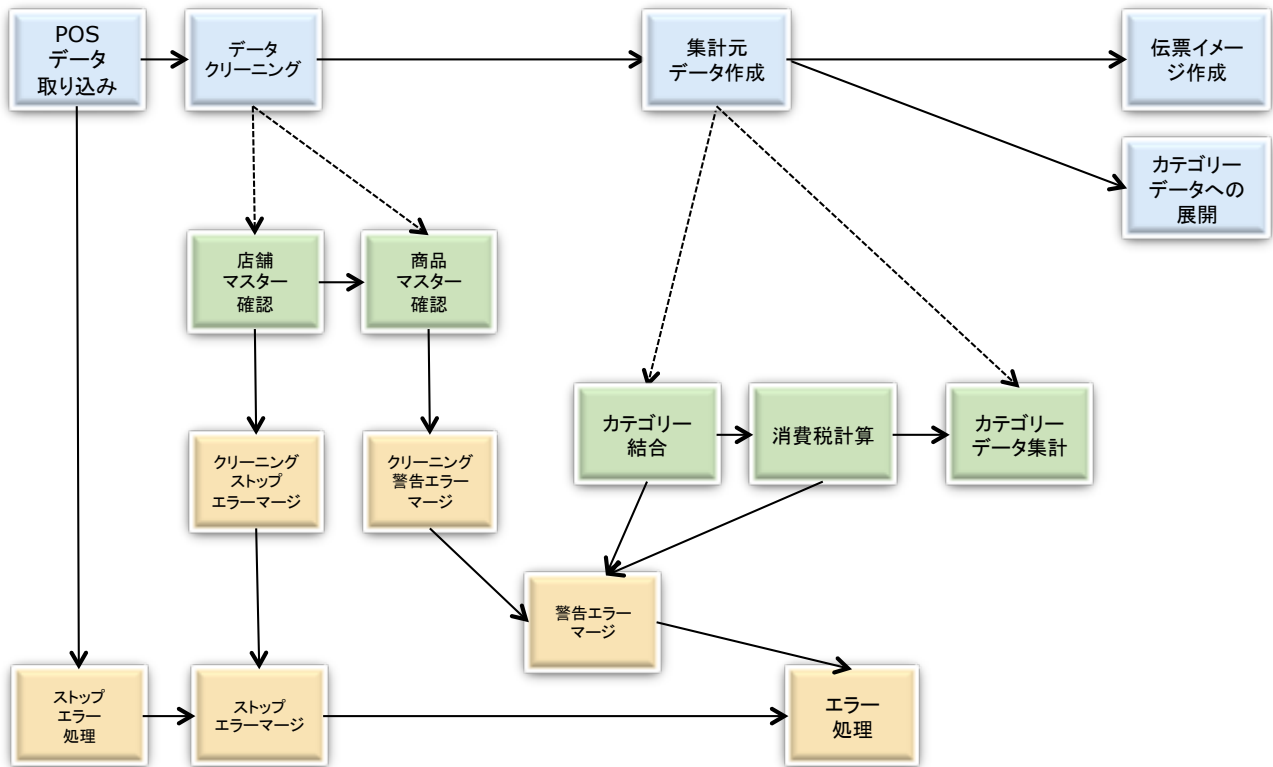 POS
データ
取り込み
データ
クリーニング
集計元
データ作成
伝票イメー
ジ作成
カテゴリー
データへの
展開
店舗
マスター
確認
商品
マスター
確認
カテゴリー
結合
消費税計算
カテゴリー
データ集計
クリーニング
ストップ
エラーマージ
クリーニング
警告エラー
マージ
警告エラー
マージ
ストップ
エラー
処理
ストップ
エラーマージ
エラー
処理